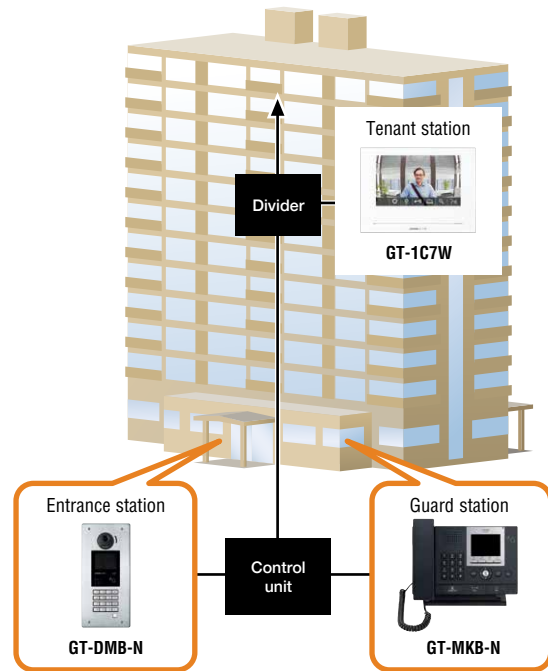 Tenant station
Divider
GT-1C7W
Entrance station
Guard station
Control
unit
GT-DMB-N
GT-MKB-N